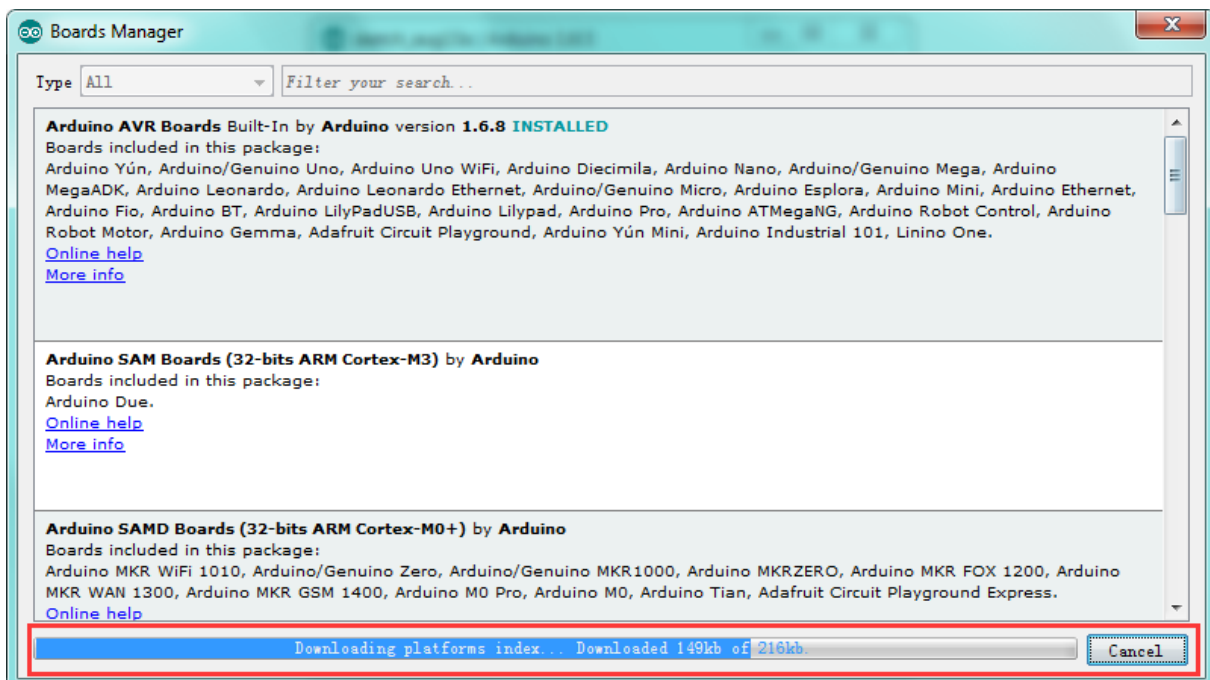 Boards Manager
Type All Filter your search...
Arduino AVR Boards Built-In by Arduino version 1.6.8 INSTALLED
Boards included in this package:
Arduino Yún, Arduino/Genuino Uno, Arduino Uno WiFi, Arduino Diecimila, Arduino Nano, Arduino/Genuino Mega, Arduino
MegaADK, Arduino Leonardo, Arduino Leonardo Ethernet, Arduino/Genuino Micro, Arduino Esplora, Arduino Mini, Arduino Ethernet,
Arduino Fio, Arduino BT, Arduino LilyPadUSB, Arduino Lilypad, Arduino Pro, Arduino ATMegaNG, Arduino Robot Control, Arduino
Robot Motor, Arduino Gemma, Adafruit Circuit Playground, Arduino Yún Mini, Arduino Industrial 101, Linino One.
Online help
More info
Arduino SAM Boards (32-bits ARM Cortex-M3) by Arduino
Boards included in this package:
Arduino Due.
Online help
More info
Arduino SAMD Boards (32-bits ARM Cortex-M0+) by Arduino
Boards included in this package:
Arduino MKR WiFi 1010, Arduino/Genuino Zero, Arduino/Genuino MKR1000, Arduino MKRZERO, Arduino MKR FOX 1200, Arduino
MKR WAN 1300, Arduino MKR GSM 1400, Arduino M0 Pro, Arduino M0, Arduino Tian, Adafruit Circuit Playground Express.
Online help
Downloading platforms index... Downloaded 149kb of 216kb. Cancel